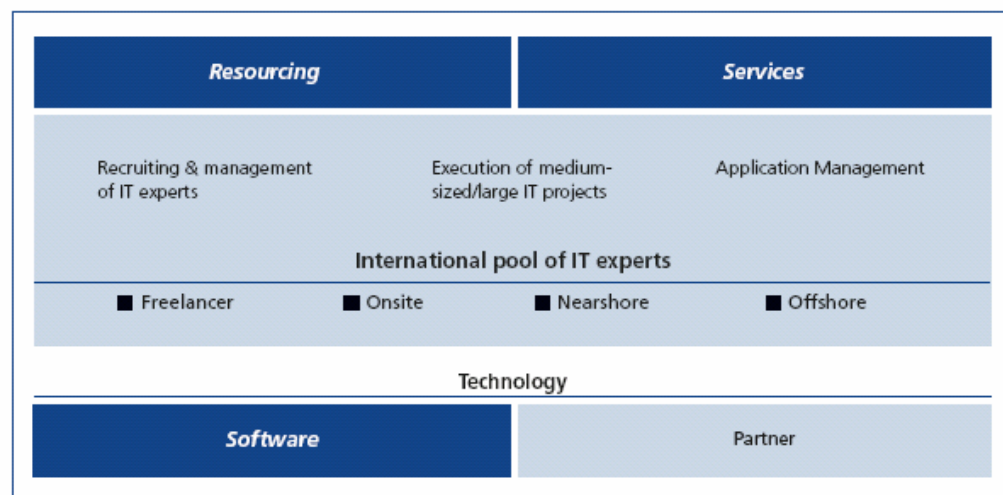 Resourcing
Services
Recruiting & management
of IT experts
Execution of medium-
sized/large IT projects
Application Management
International pool of IT experts
Freelancer
Onsite
Nearshore
Offshore
Technology
Software
Partner